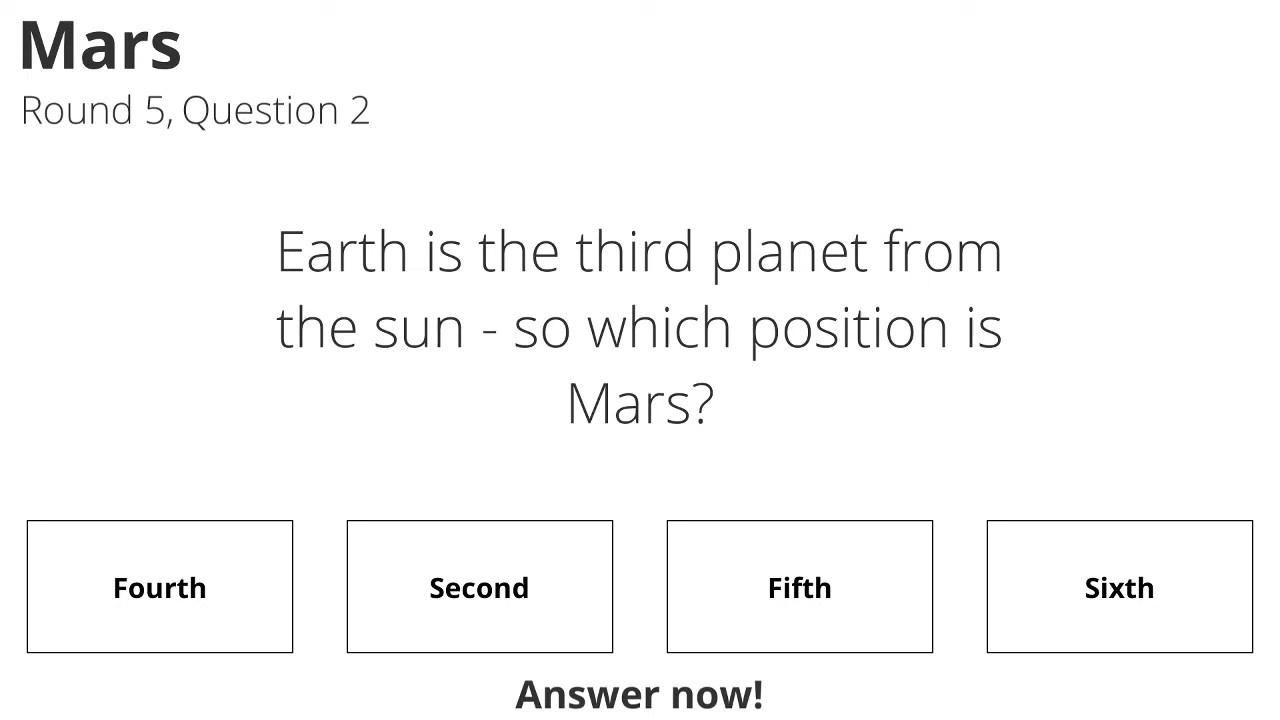 Mars
Round 5, Question 2
Earth is the third planet from
the sun - so which position is
Mars?
Fourth
Second
Fifth
Sixth
Answer now!